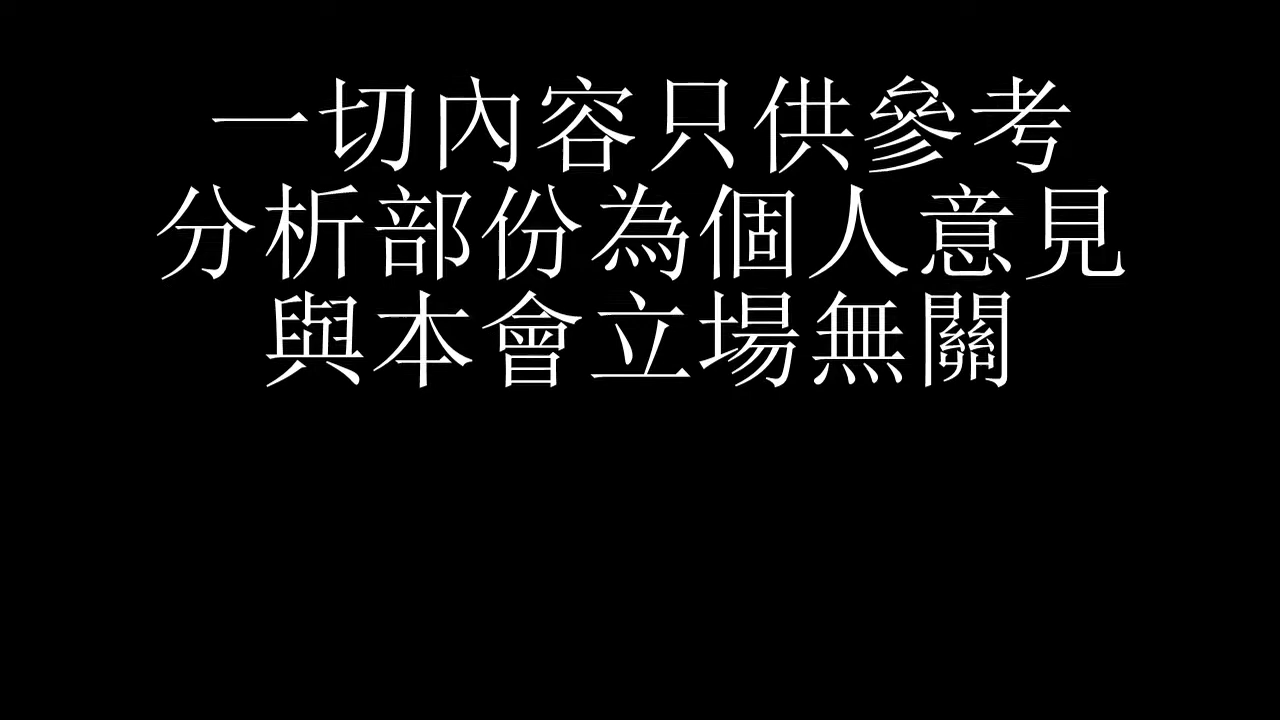 一切內容只供參考
分析部份為個人意見
與本會立場無關